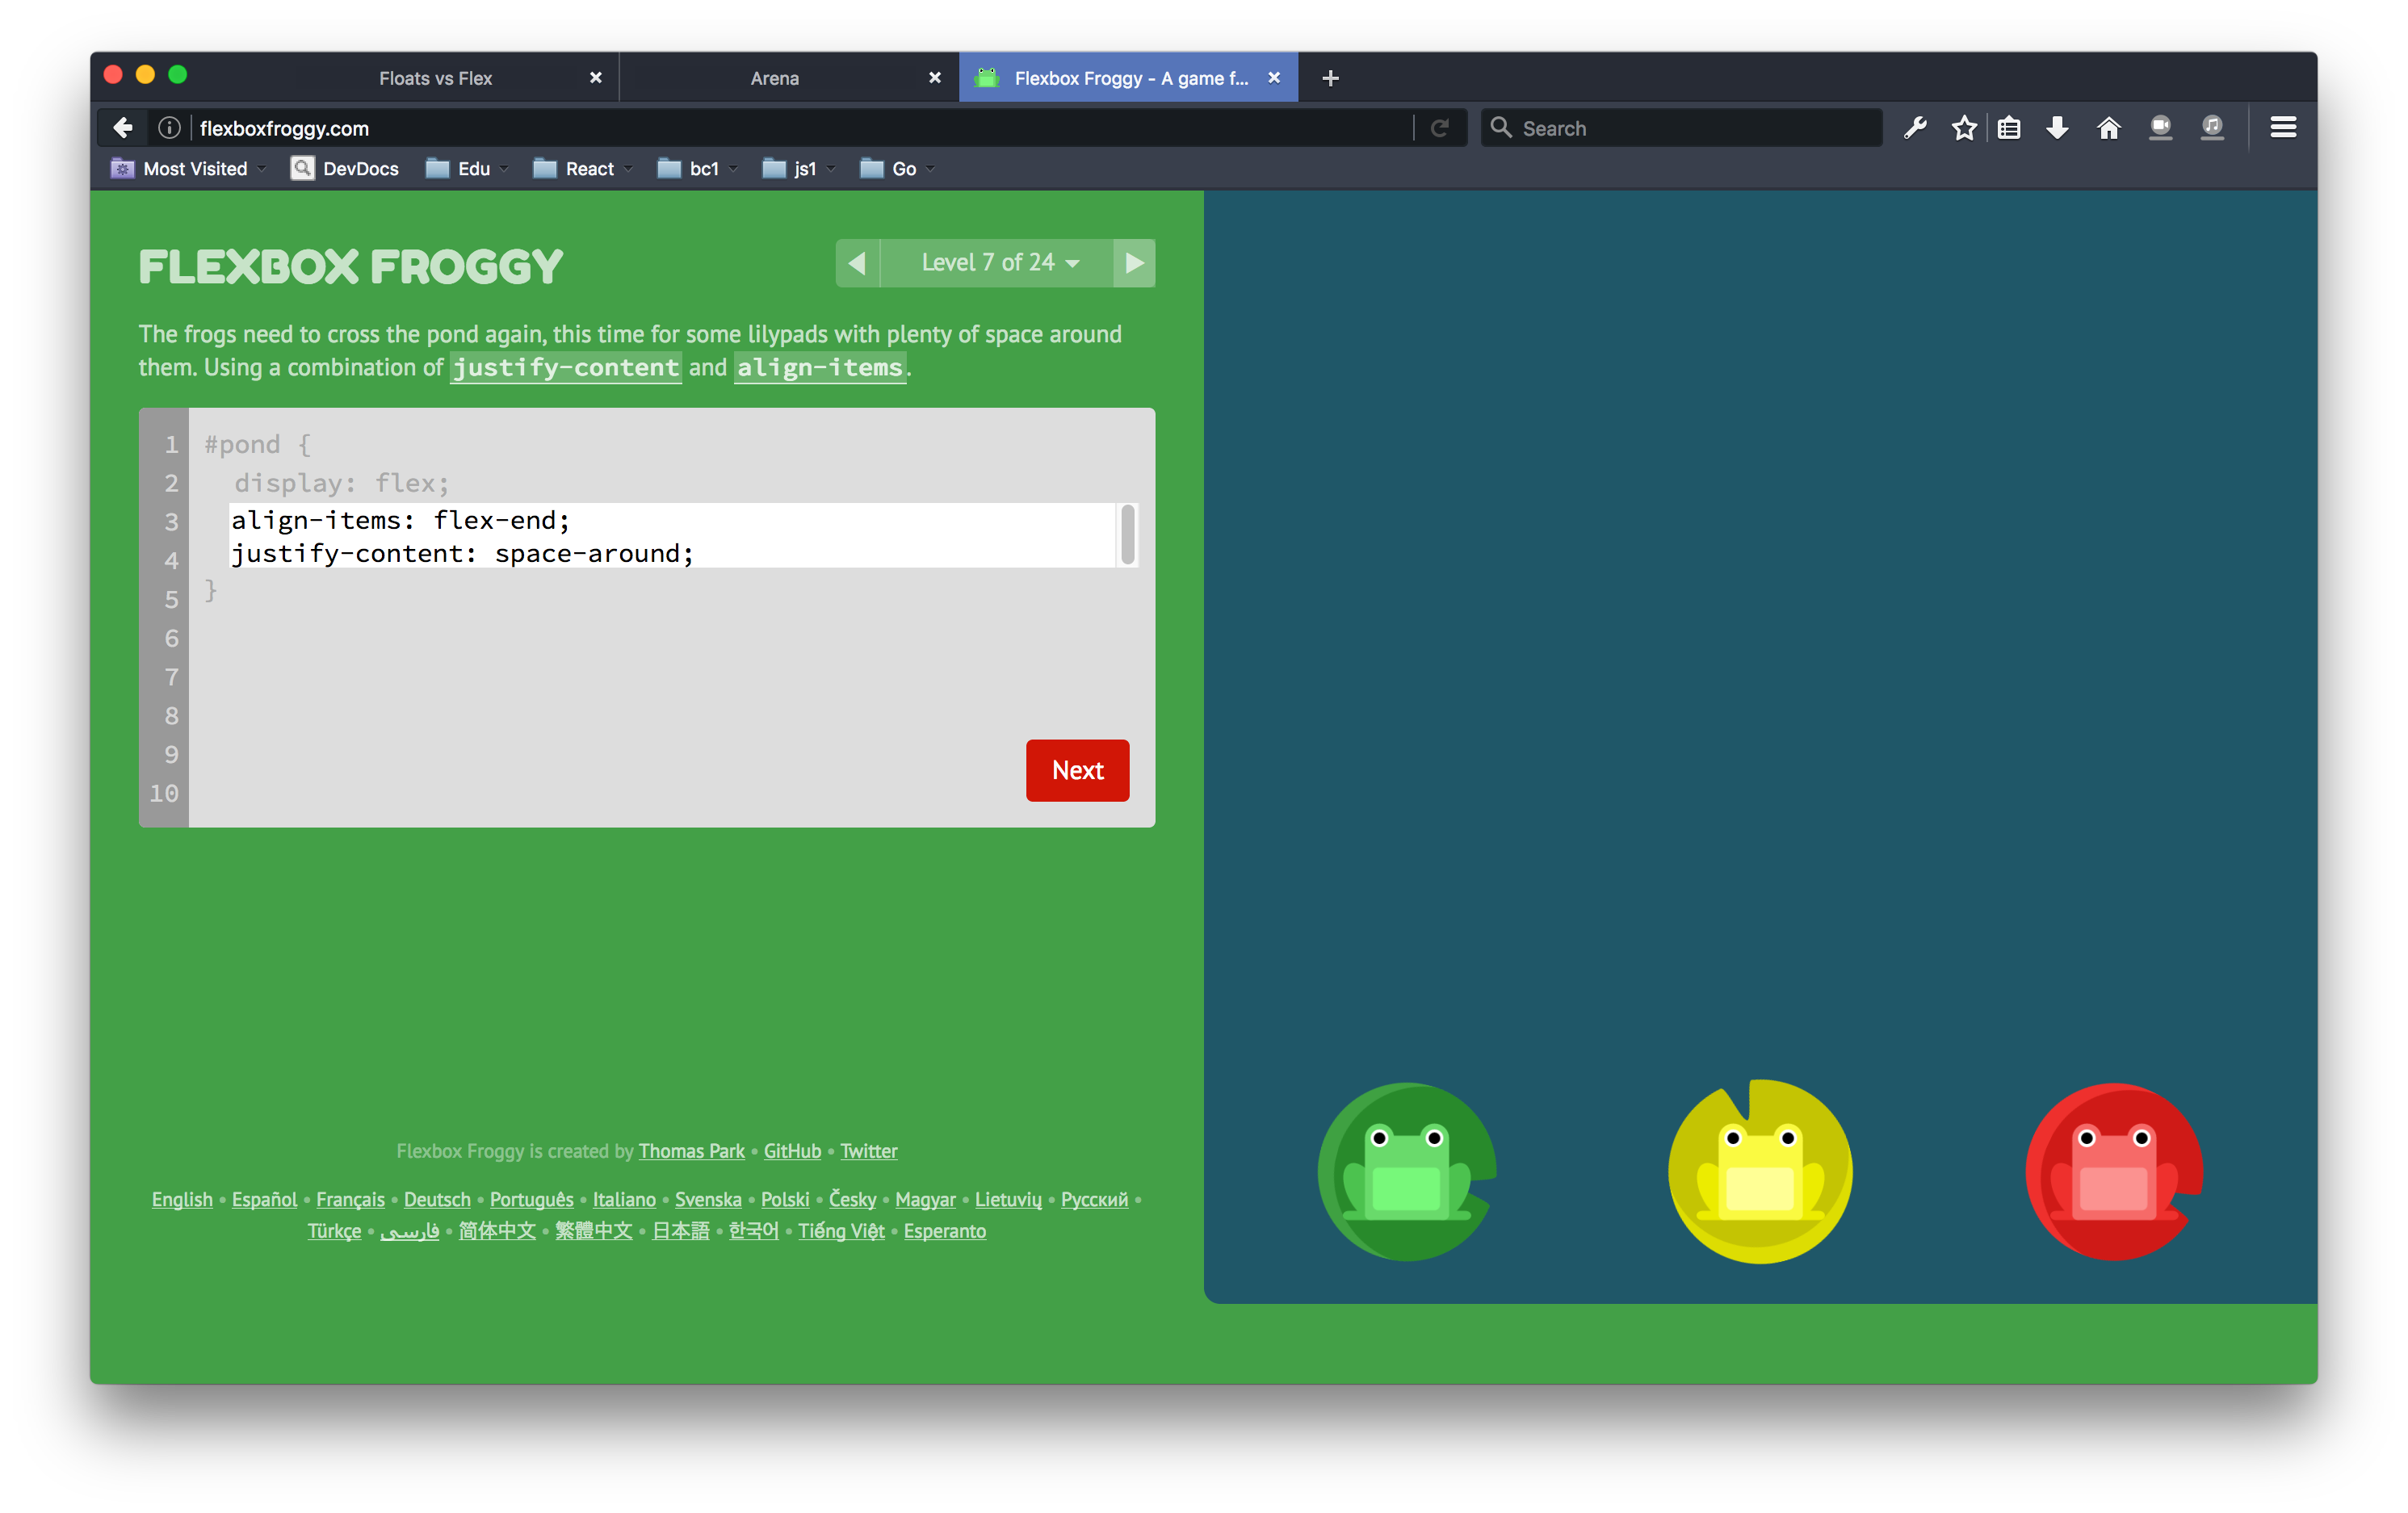 Floats vs Flex
Arena
Flexbox Froggy - A game f...
flexboxfroggy.com
Search
Most Visited DevDocs Edu React bc1 js1 Go
FLEXBOX FROGGY
Level 7 of 24
The frogs need to cross the pond again, this time for some lilypads with plenty of space around
them. Using a combination of justify-content and align-items.
1 #pond {
2 display: flex;
3 align-items: flex-end;
4 justify-content: space-around;
5 }
6
7
8
9
10
Next
Flexbox Froggy is created by Thomas Park • GitHub • Twitter
English • Español • Français • Deutsch • Português • Italiano • Svenska • Polski • Česky • Magyar • Lietuvių • Русский •
Türkçe • فارسی • 简体中文 • 繁體中文 • 日本語 • 한국어 • Tiếng Việt • Esperanto